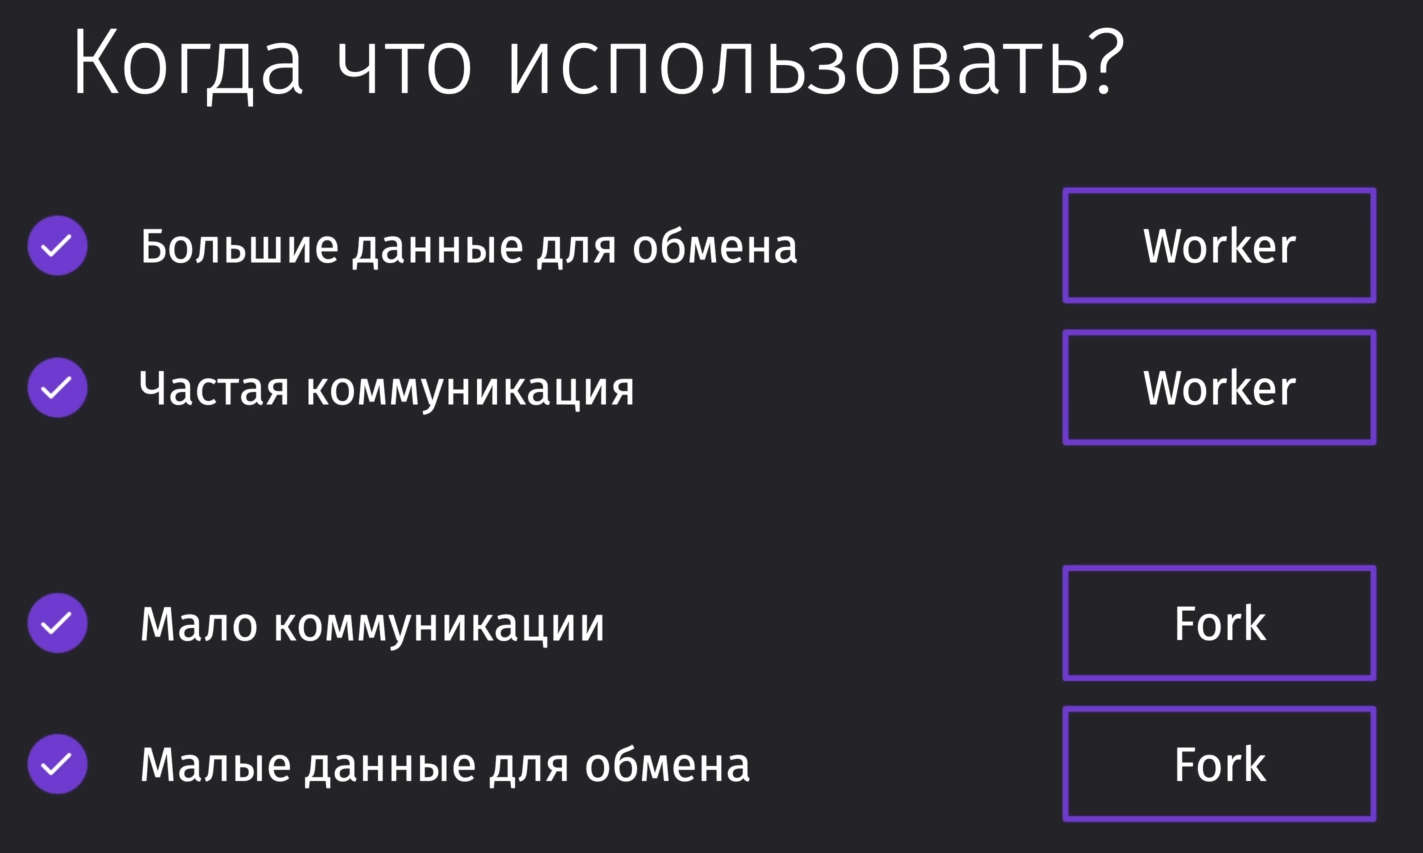 Когда что использовать?
Большие данные для обмена
Worker
Частая коммуникация
Worker
Мало коммуникации
Fork
Малые данные для обмена
Fork